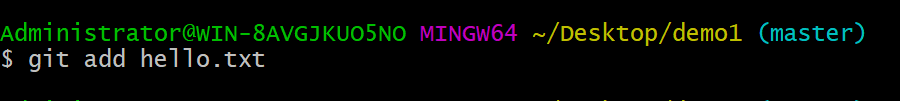 Administrator@WIN-8AVGJKUO5NO MINGW64 ~/Desktop/demo1 (master)
$ git add hello.txt